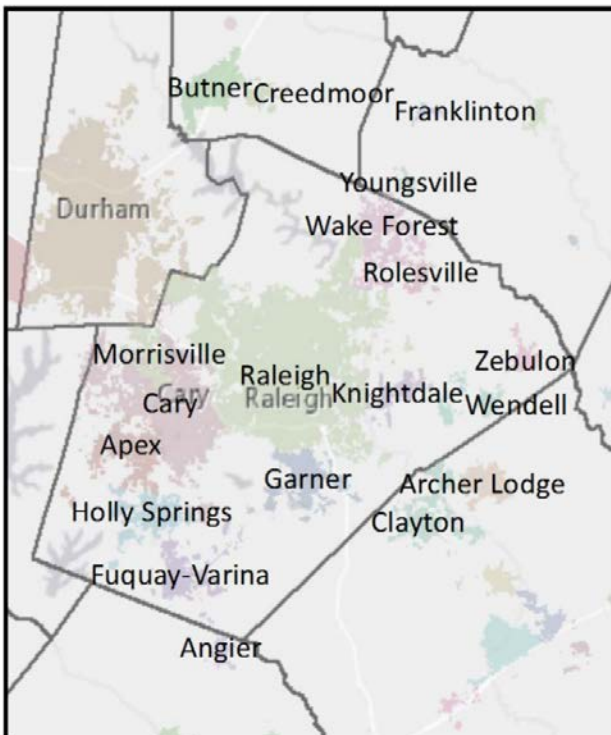 Butner
Creedmoor
Franklinton
Youngsville
Durham
Wake Forest
Rolesville
Morrisville
Zebulon
Raleigh
Knightdale
Cary
Cary
Raleigh
Wendell
Apex
Garner
Archer Lodge
Holly Springs
Clayton
Fuquay-Varina
Angier